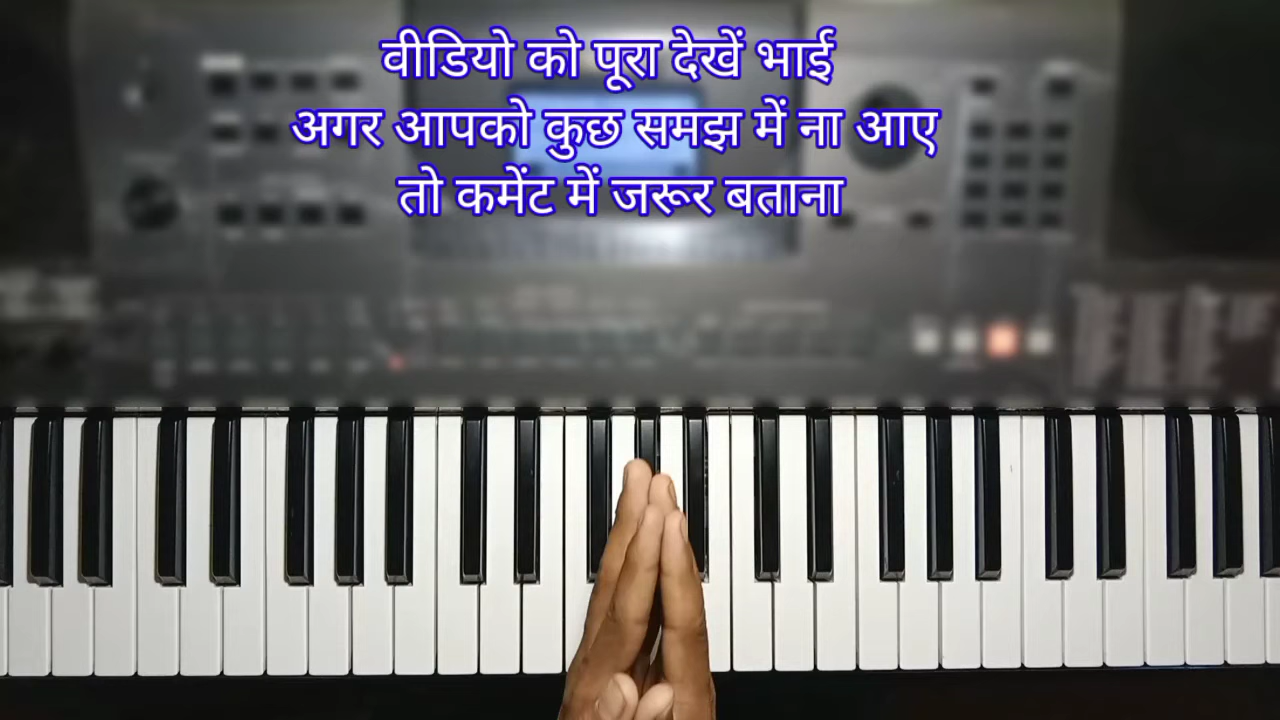 वीडियो को पूरा देखें भाई
अगर आपको कुछ समझ में ना आए
तो कमेंट में जरूर बताना